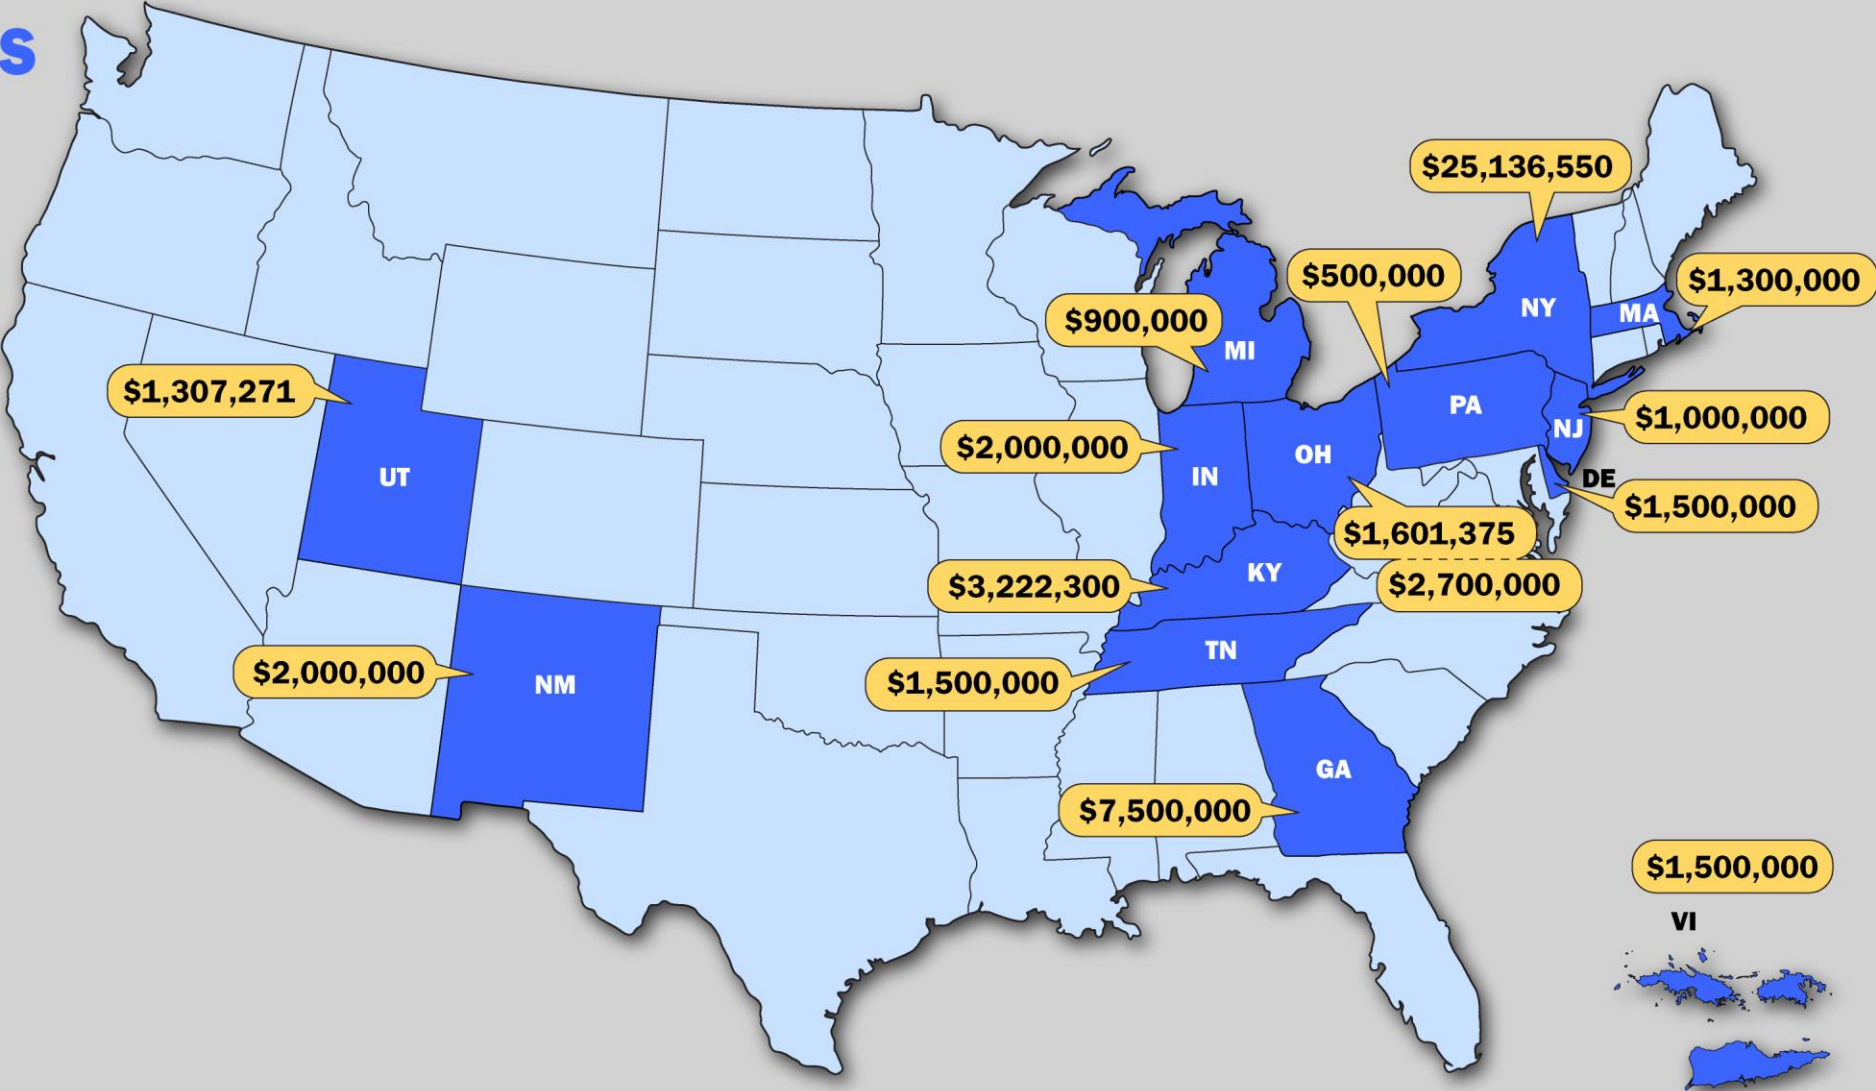 S
$25,136,550
$500,000
$1,300,000
NY
MA
$900,000
MI
$1,307,271
PA
$1,000,000
NJ
$2,000,000
OH
IN
UT
DE
$1,500,000
$1,601,375
KY
$3,222,300
$2,700,000
TN
$2,000,000
NM
$1,500,000
GA
$7,500,000
$1,500,000
VI